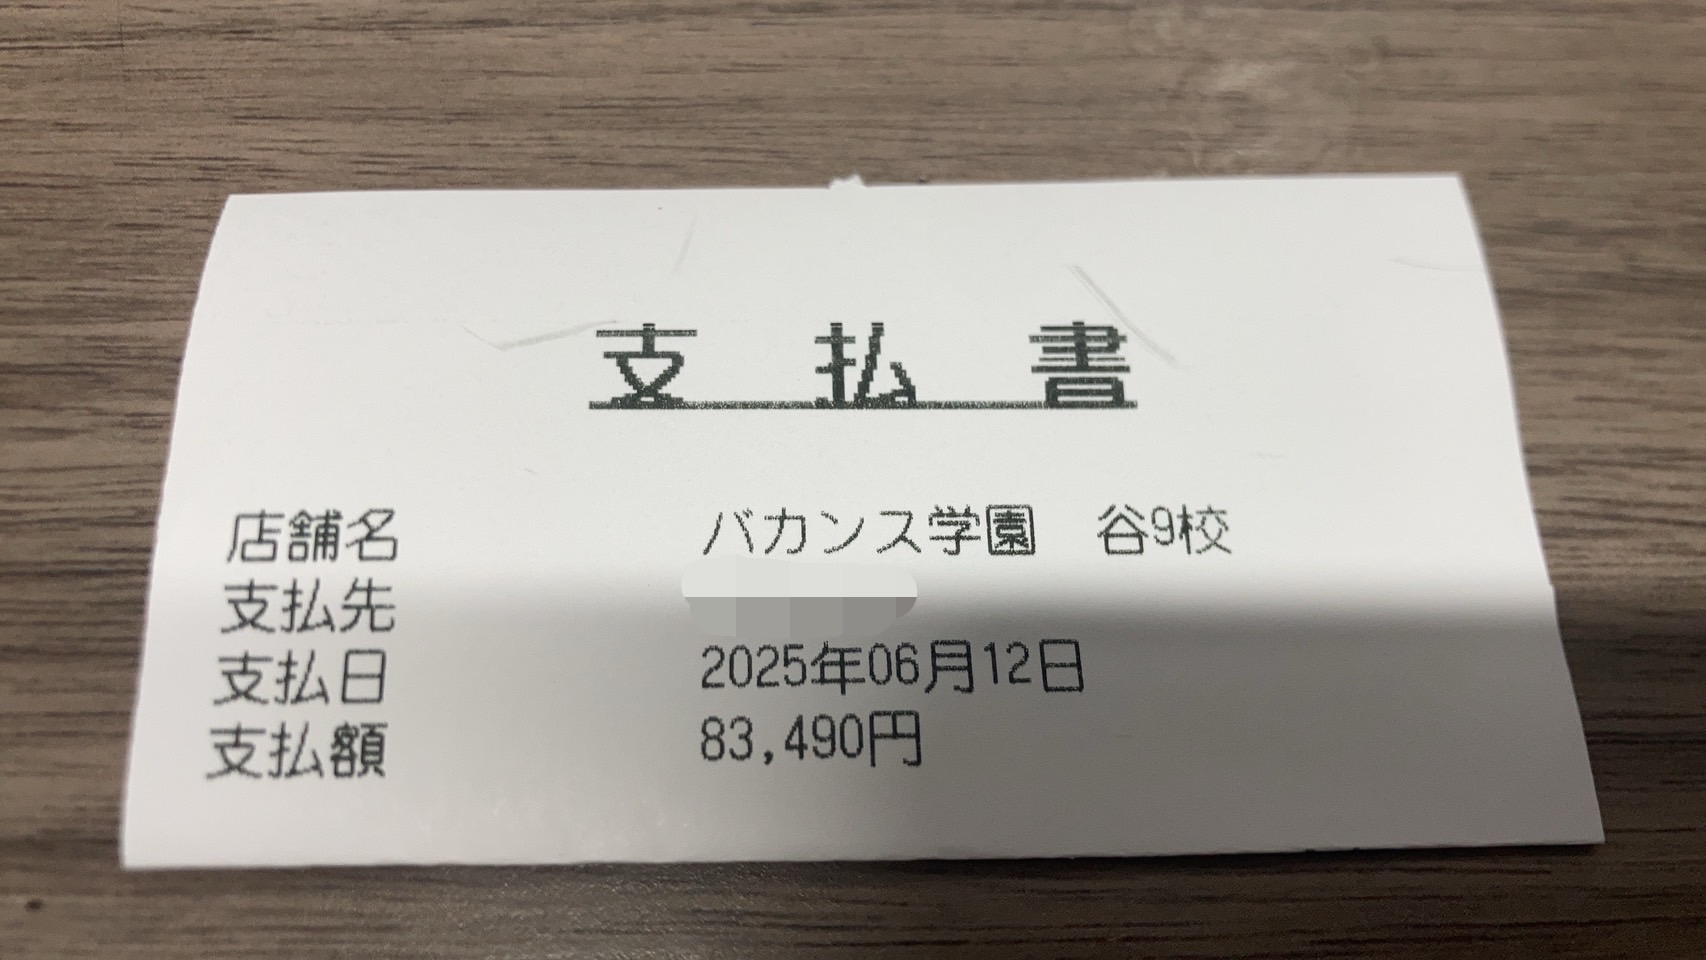 支払書
店舗名 バカンス学園 谷9校
支払先
支払日 2025年06月12日
支払額 83,490円